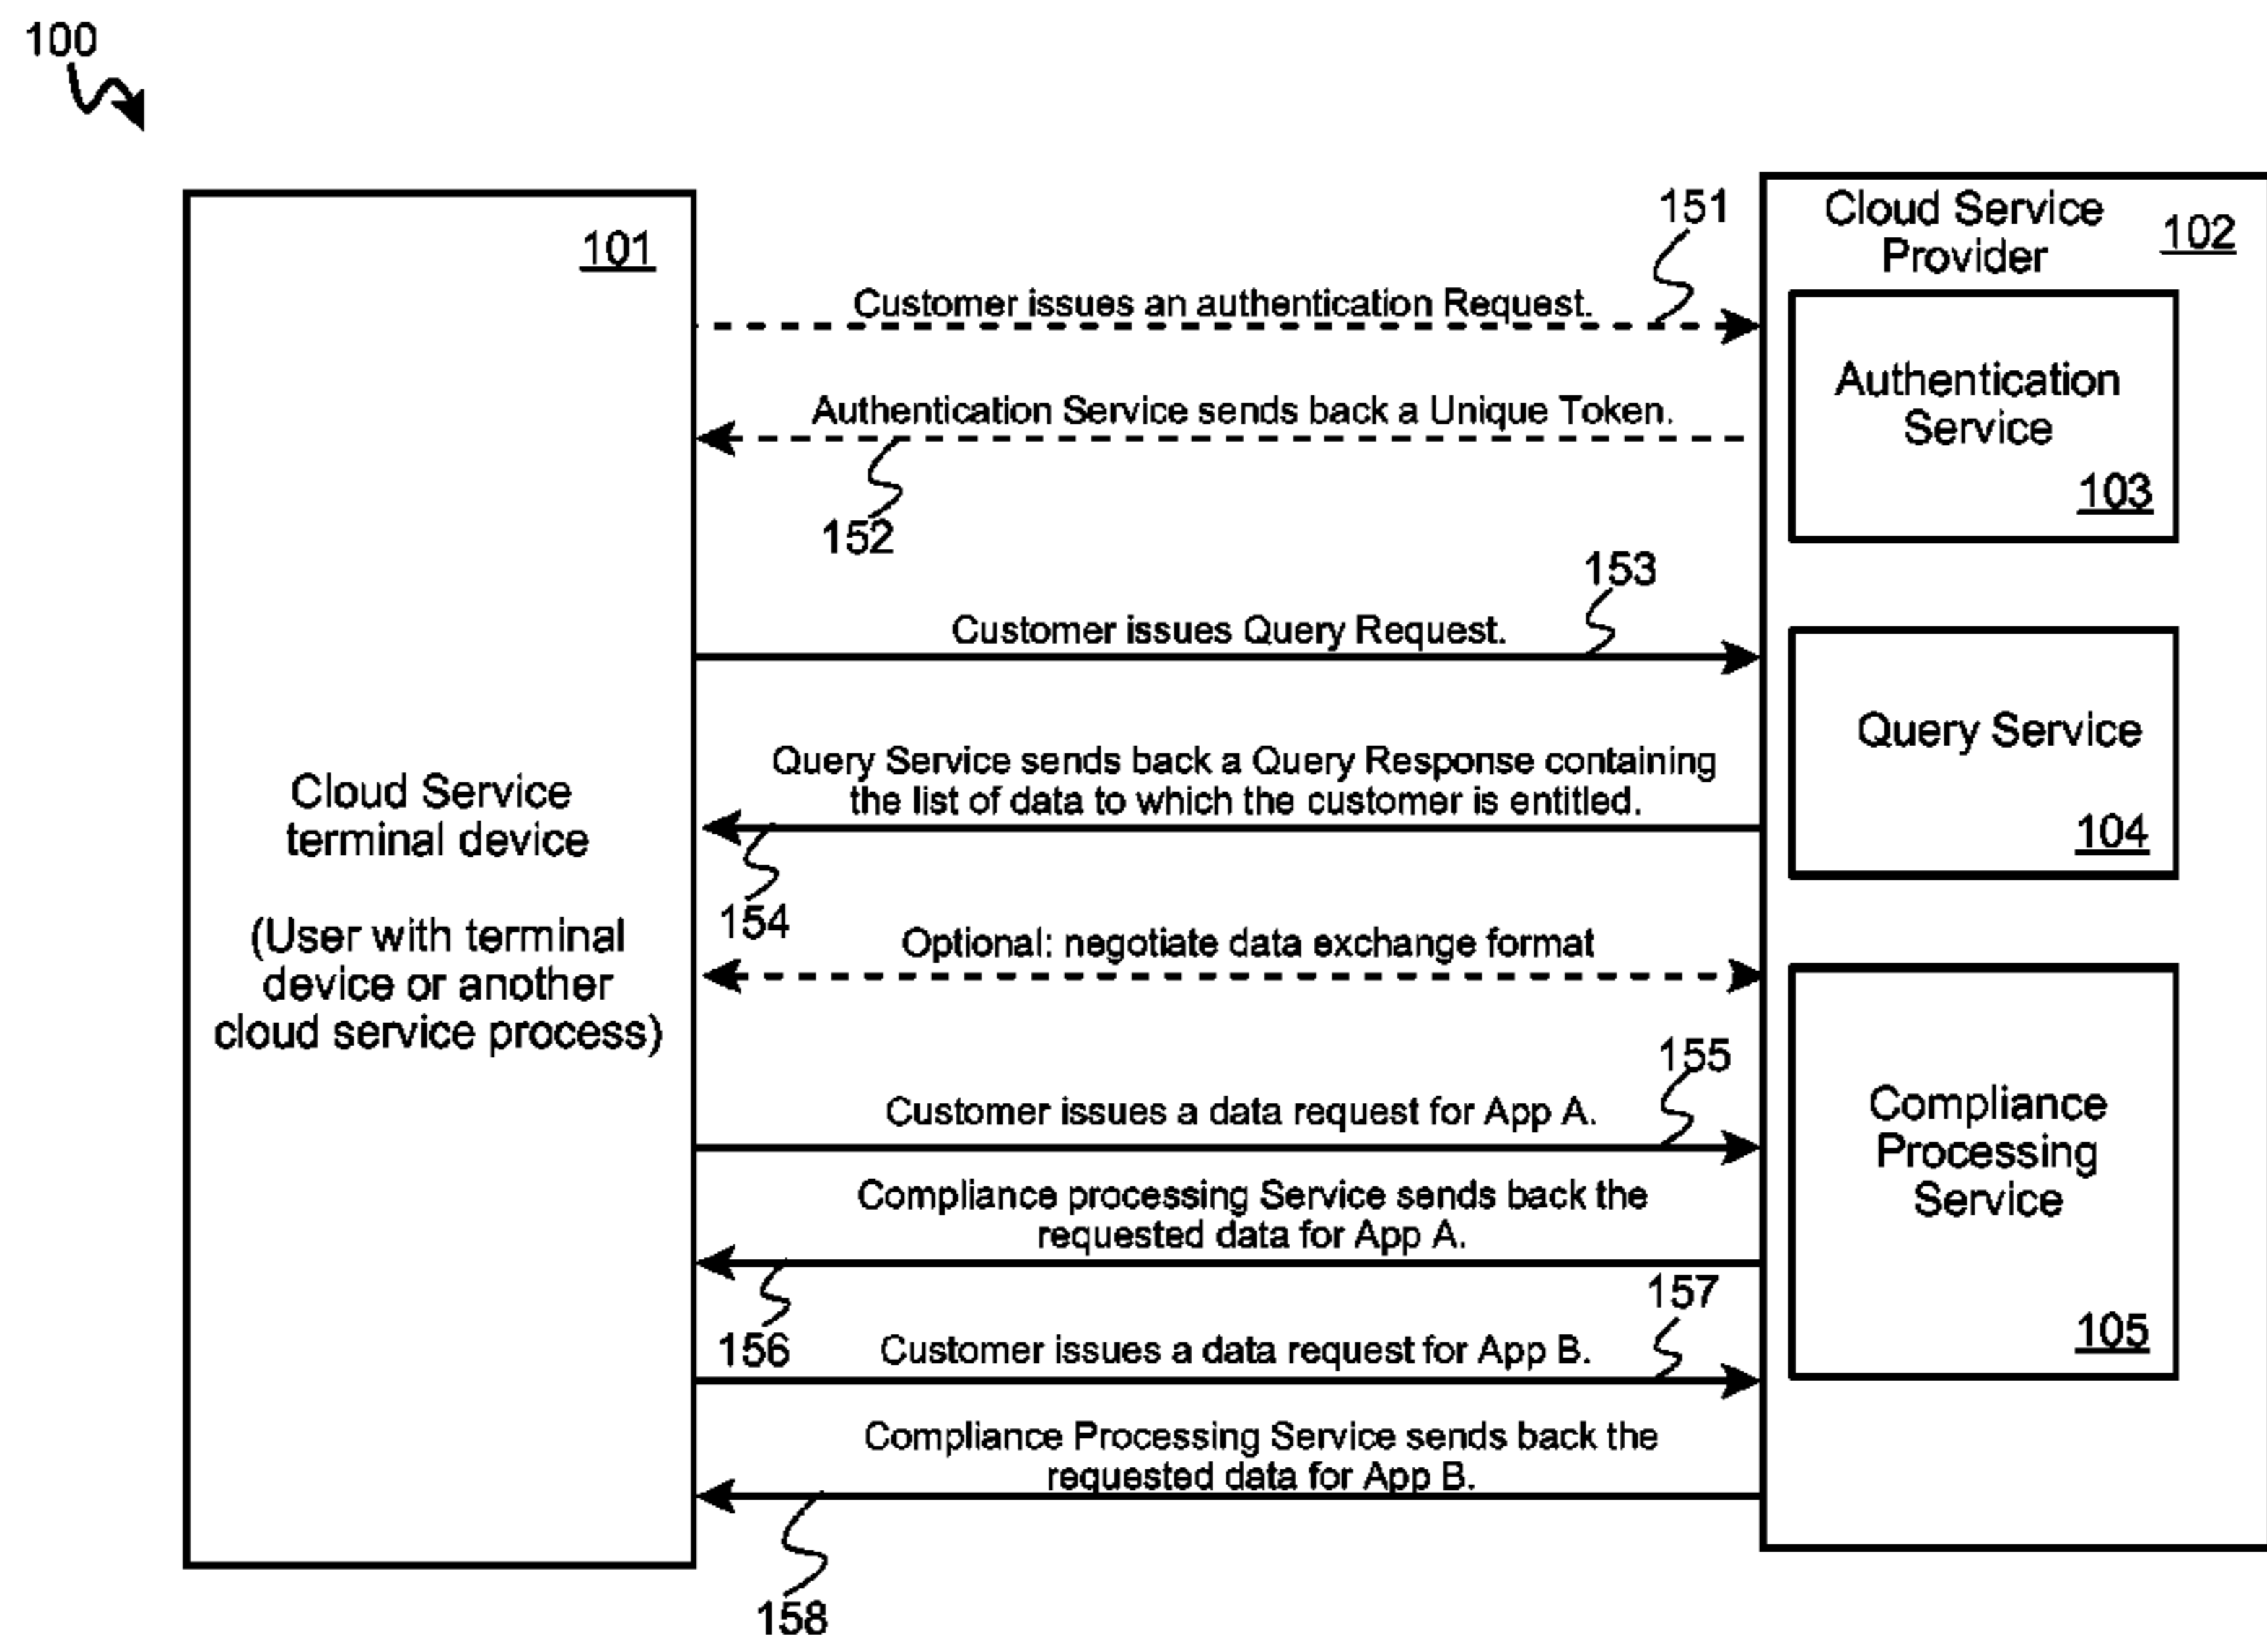 100
101
Cloud Service
terminal device
(User with terminal
device or another
cloud service process)
151
Customer issues an authentication Request.
Authentication Service sends back a Unique Token.
152
153
Customer issues Query Request.
Query Service sends back a Query Response containing
the list of data to which the customer is entitled.
154
Optional: negotiate data exchange format
155
Customer issues a data request for App A.
Compliance processing Service sends back the
requested data for App A.
156
157
Customer issues a data request for App B.
Compliance Processing Service sends back the
requested data for App B.
158
Cloud Service
Provider
102
Authentication
Service
103
Query Service
104
Compliance
Processing
Service
105